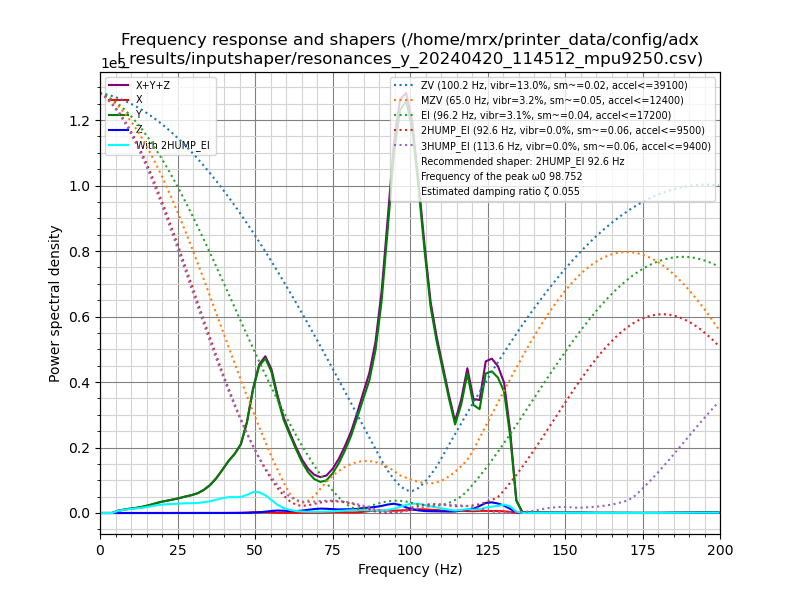 Frequency response and shapers (/home/mrx/printer_data/config/adx
l_results/inputshaper/resonances_y_20240420_114512_mpu9250.csv)
1e5
X+Y+Z
X
Y
Z
With 2HUMP_EI
ZV (100.2 Hz, vibr=13.0%, sm~=0.02, accel<=39100)
MZV (65.0 Hz, vibr=3.2%, sm~=0.05, accel<=12400)
EI (96.2 Hz, vibr=3.1%, sm~=0.04, accel<=17200)
2HUMP_EI (92.6 Hz, vibr=0.0%, sm~=0.06, accel<=9500)
3HUMP_EI (113.6 Hz, vibr=0.0%, sm~=0.06, accel<=9400)
Recommended shaper: 2HUMP_EI 92.6 Hz
Frequency of the peak ω0 98.752
Estimated damping ratio ζ 0.055
Power spectral density
1.2
1.0
0.8
0.6
0.4
0.2
0.0
0 25 50 75 100 125 150 175 200
Frequency (Hz)